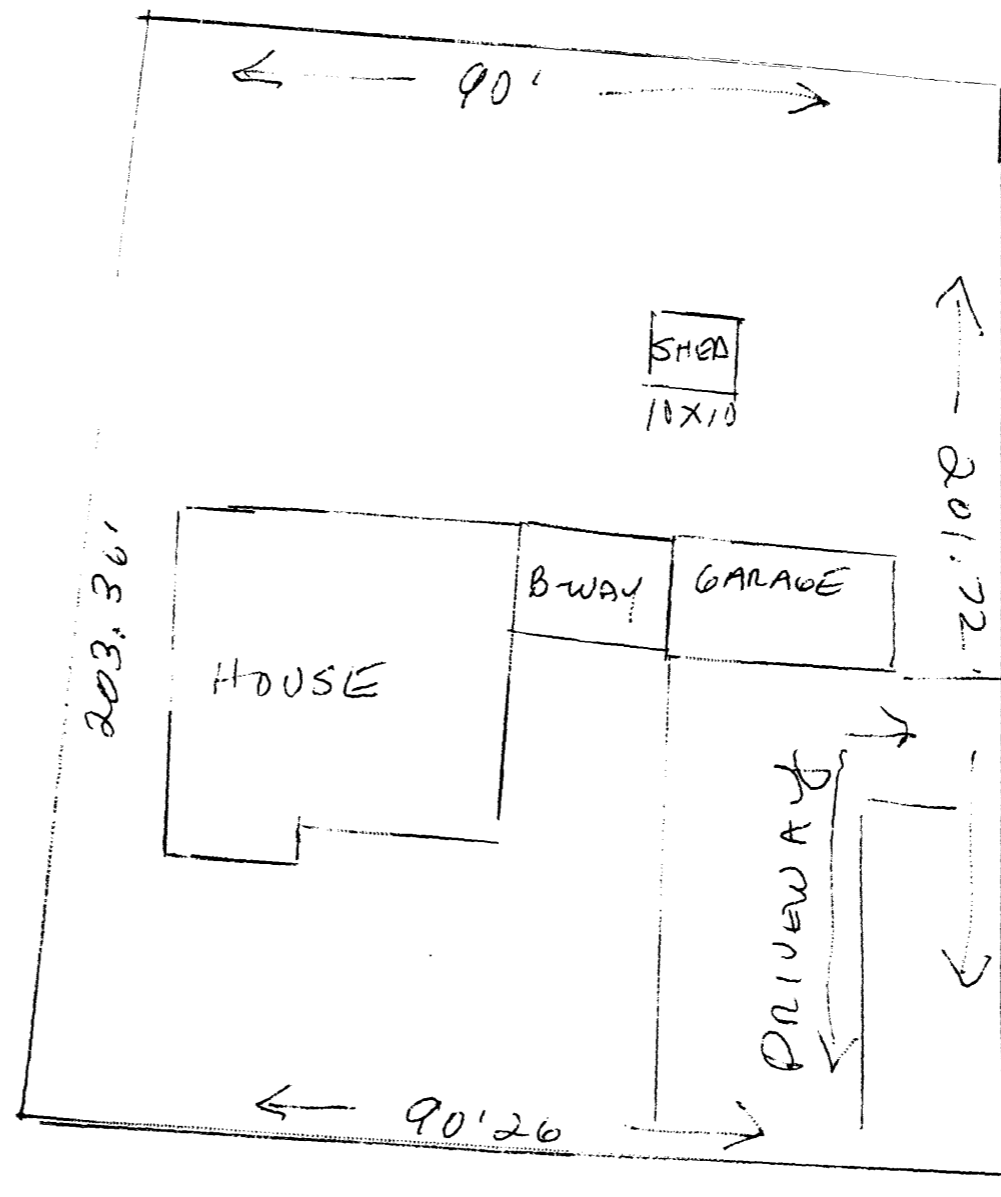 90'
SHED
10X10
201.72'
203.36'
B-WAY
GARAGE
HOUSE
DRIVEWAY
90'26